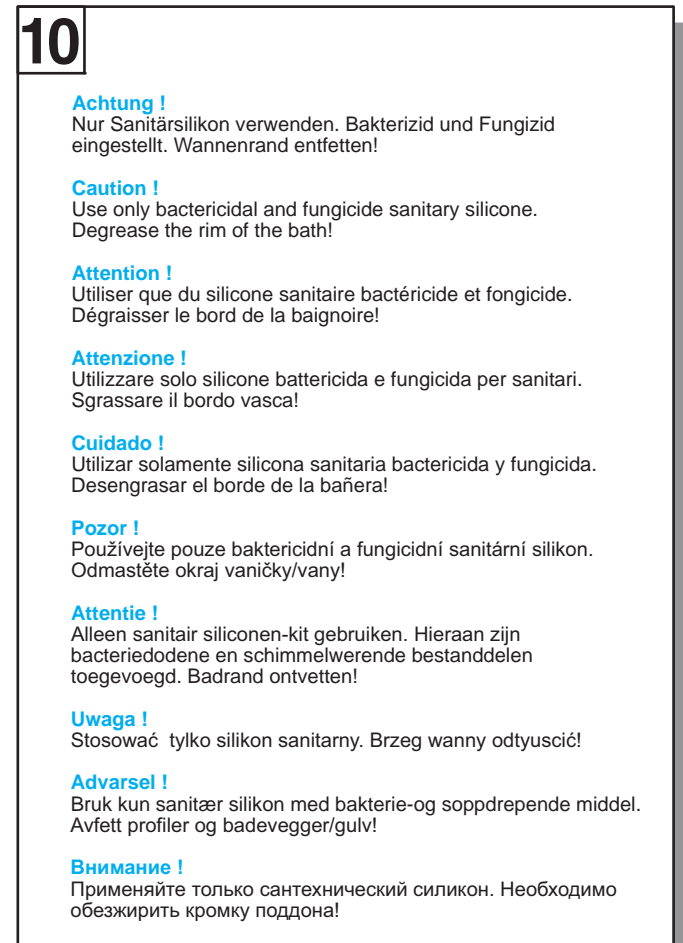 10
Achtung !
Nur Sanitärsilikon verwenden. Bakterizid und Fungizid
eingestellt. Wannenrand entfetten!
Caution !
Use only bactericidal and fungicide sanitary silicone.
Degrease the rim of the bath!
Attention !
Utiliser que du silicone sanitaire bactéricide et fongicide.
Dégraisser le bord de la baignoire!
Attenzione !
Utilizzare solo silicone battericida e fungicida per sanitari.
Sgrassare il bordo vasca!
Cuidado !
Utilizar solamente silicona sanitaria bactericida y fungicida.
Desengrasar el borde de la bañera!
Pozor !
Používejte pouze baktericidní a fungicidní sanitární silikon.
Odmastěte okraj vaničky/vany!
Attentie !
Alleen sanitair siliconen-kit gebruiken. Hieraan zijn
bacteriedodene en schimmelwerende bestanddelen
toegevoegd. Badrand ontvetten!
Uwaga !
Stosować tylko silikon sanitarny. Brzeg wanny odtyuscić!
Advarsel !
Bruk kun sanitær silikon med bakterie-og soppdrepende middel.
Avfett profiler og badevegger/gulv!
Внимание !
Применяйте только сантехнический силикон. Необходимо
обезжирить кромку поддона!